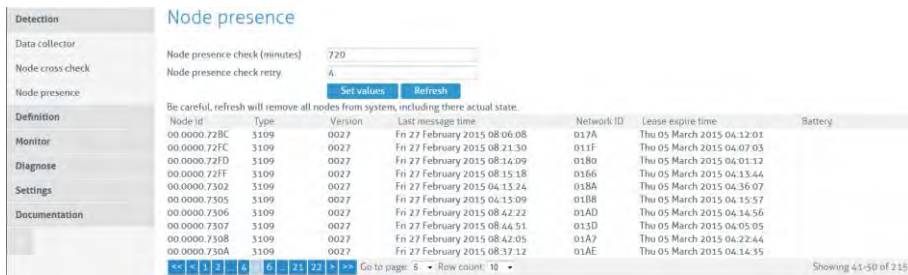 Detection
Data collector
Node cross check
Node presence
Definition
Monitor
Diagnose
Settings
Documentation
Node presence
Node presence check (minutes) 720
Node presence check retry 4
Set values Refresh
Be careful, refresh will remove all nodes from system, including there actual state.
Node id Type Version Last message time Network ID Lease expire time Battery
00.0000.72BC 3109 0027 Fri 27 February 2015 08:06:08 017A Thu 05 March 2015 04:12:01
00.0000.72FC 3109 0027 Fri 27 February 2015 08:21:30 011F Thu 05 March 2015 04:07:03
00.0000.72FD 3109 0027 Fri 27 February 2015 08:14:09 0180 Thu 05 March 2015 04:01:12
00.0000.72FF 3109 0027 Fri 27 February 2015 08:15:18 0166 Thu 05 March 2015 04:13:44
00.0000.7302 3109 0027 Fri 27 February 2015 04:13:24 018A Thu 05 March 2015 04:36:07
00.0000.7305 3109 0027 Fri 27 February 2015 04:13:09 01B8 Thu 05 March 2015 04:15:57
00.0000.7306 3109 0027 Fri 27 February 2015 08:42:22 01AD Thu 05 March 2015 04:14:56
00.0000.7307 3109 0027 Fri 27 February 2015 08:44:51 013D Thu 05 March 2015 04:05:05
00.0000.7308 3109 0027 Fri 27 February 2015 08:42:05 01A7 Thu 05 March 2015 04:22:44
00.0000.730A 3109 0027 Fri 27 February 2015 08:37:12 01AE Thu 05 March 2015 04:14:35
<< < 1 2 ... 4 6 ... 21 22 > >> Go to page: 5 Row count: 10 Showing 41-50 of 215